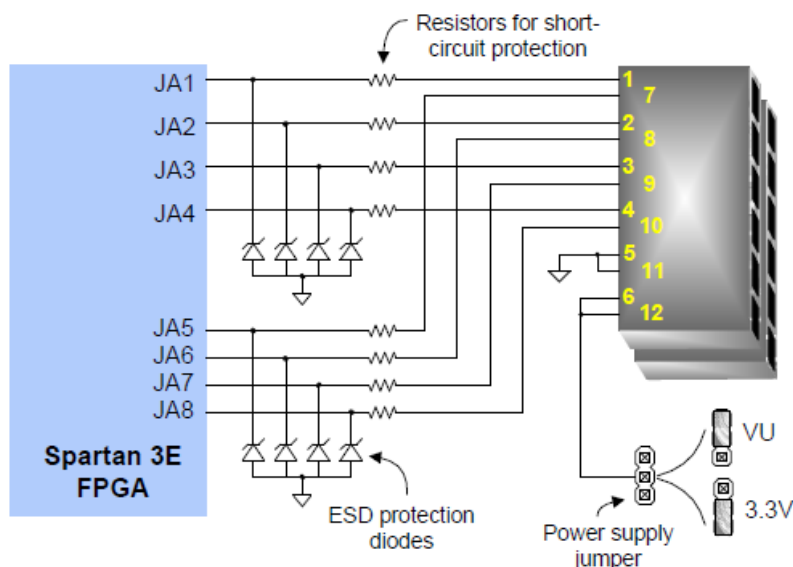 Resistors for short-
circuit protection
JA1
JA2
JA3
JA4
JA5
JA6
JA7
JA8
Spartan 3E
FPGA
1
7
2
8
3
9
4
10
5
11
6
12
ESD protection
diodes
Power supply
jumper
VU
3.3V